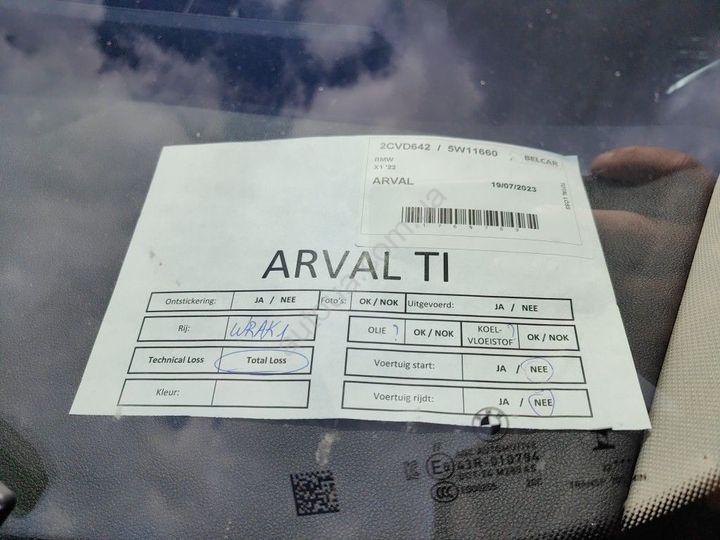 2CVD642 / 5W11660
BELCAR
BMW
X1 '22
ARVAL 19/07/2023
ARVAL TI
Ontstickering: JA / NEE Foto's: OK / NOK Uitgevoerd: JA / NEE
Rij: WRAK1 OLIE ? OK / NOK KOEL-VLOEISTOF ? OK / NOK
Technical Loss Total Loss Voertuig start: JA / NEE
Kleur: Voertuig rijdt: JA / NEE